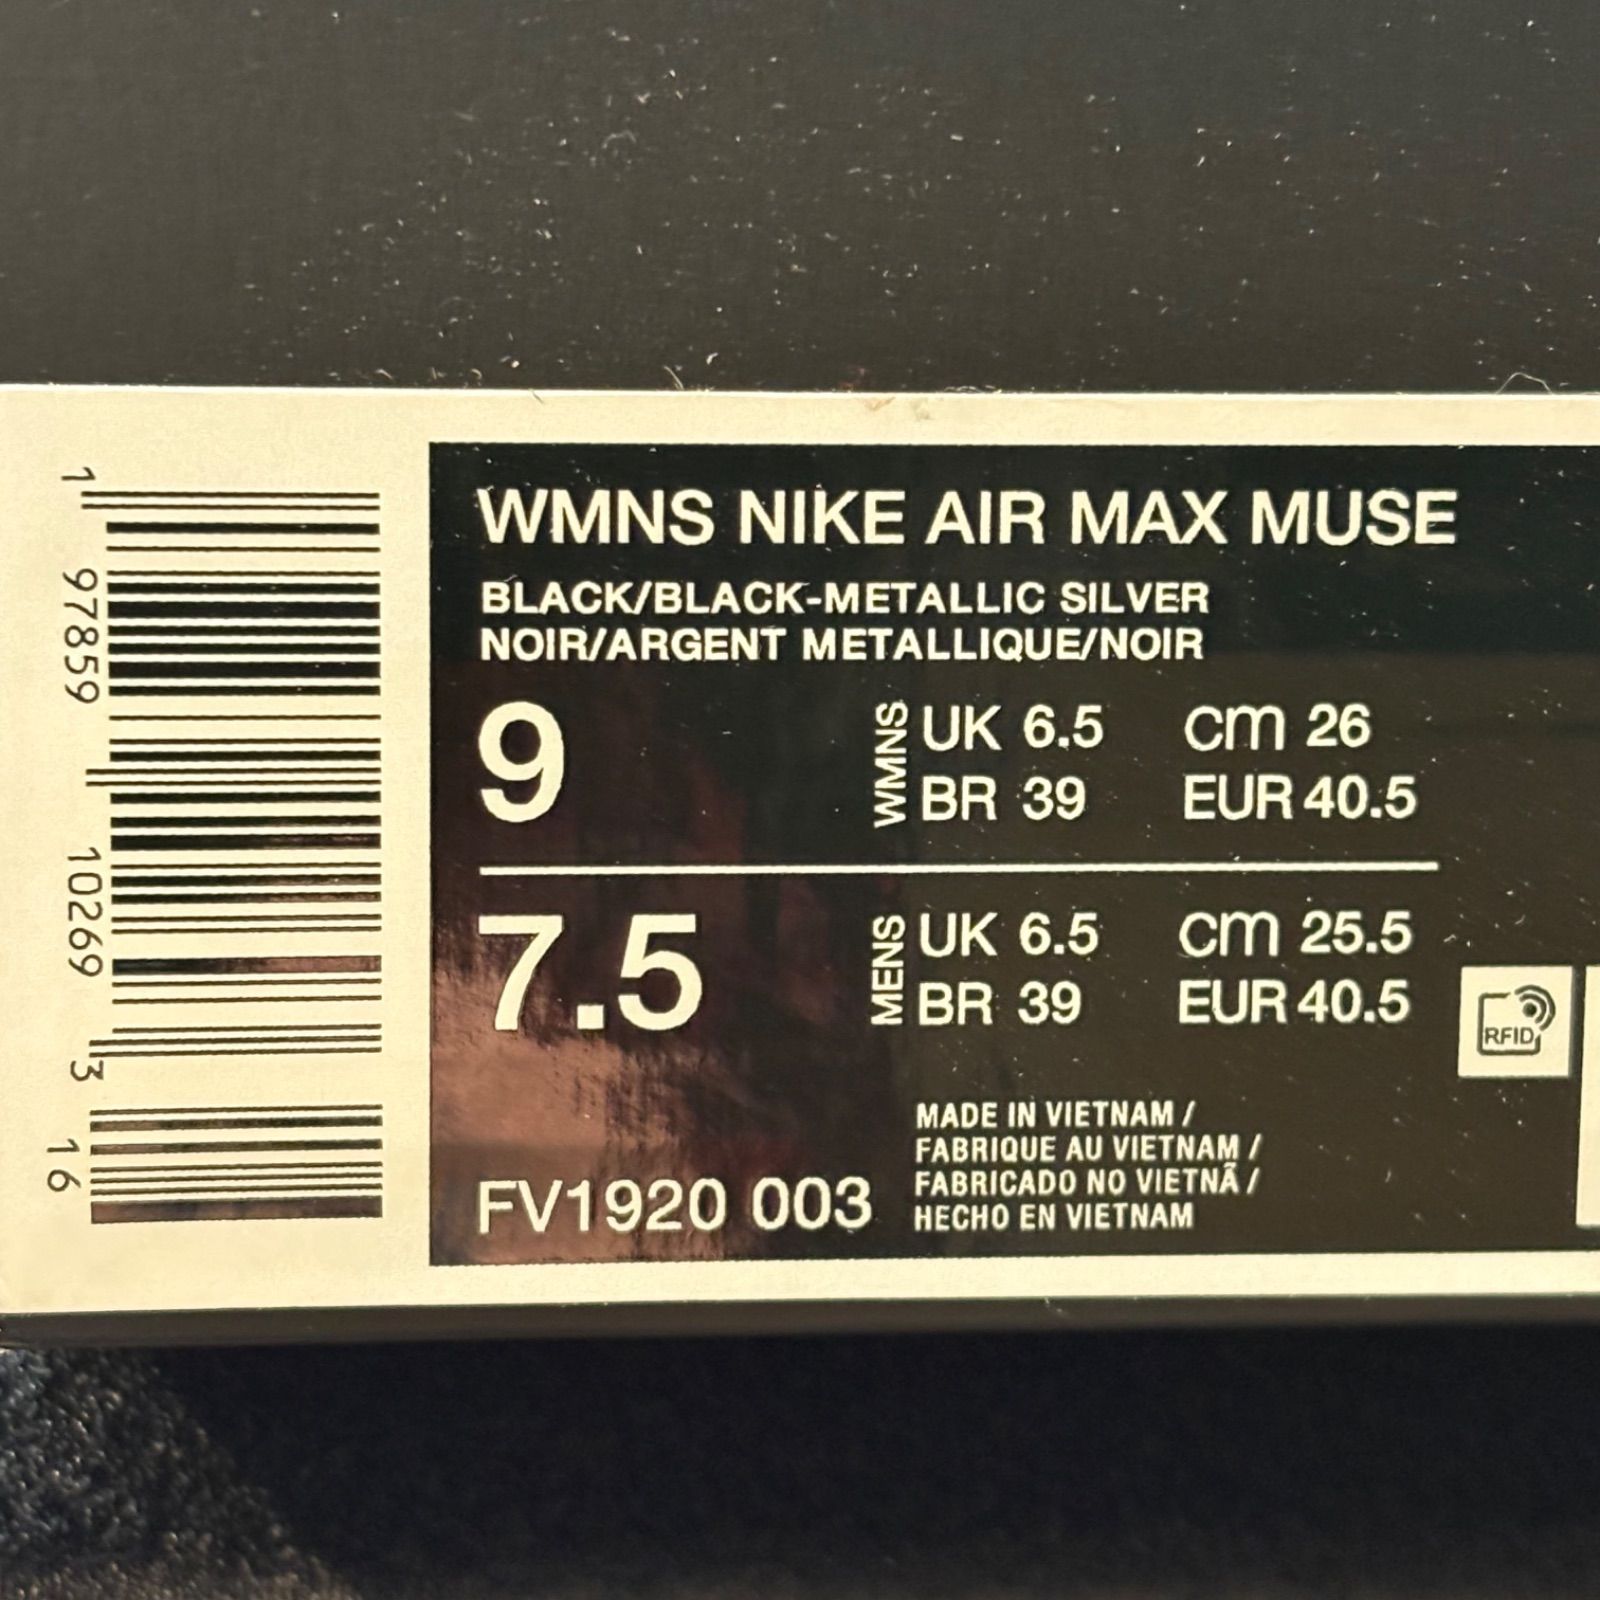 WMNS NIKE AIR MAX MUSE
BLACK/BLACK-METALLIC SILVER
NOIR/ARGENT METALLIQUE/NOIR
9
WMNS
UK 6.5 CM 26
BR 39 EUR 40.5
7.5
MENS
UK 6.5 CM 25.5
BR 39 EUR 40.5
RFID
MADE IN VIETNAM /
FABRIQUE AU VIETNAM /
FABRICADO NO VIETNÃ /
HECHO EN VIETNAM
FV1920 003
1 97859 10269 3 16